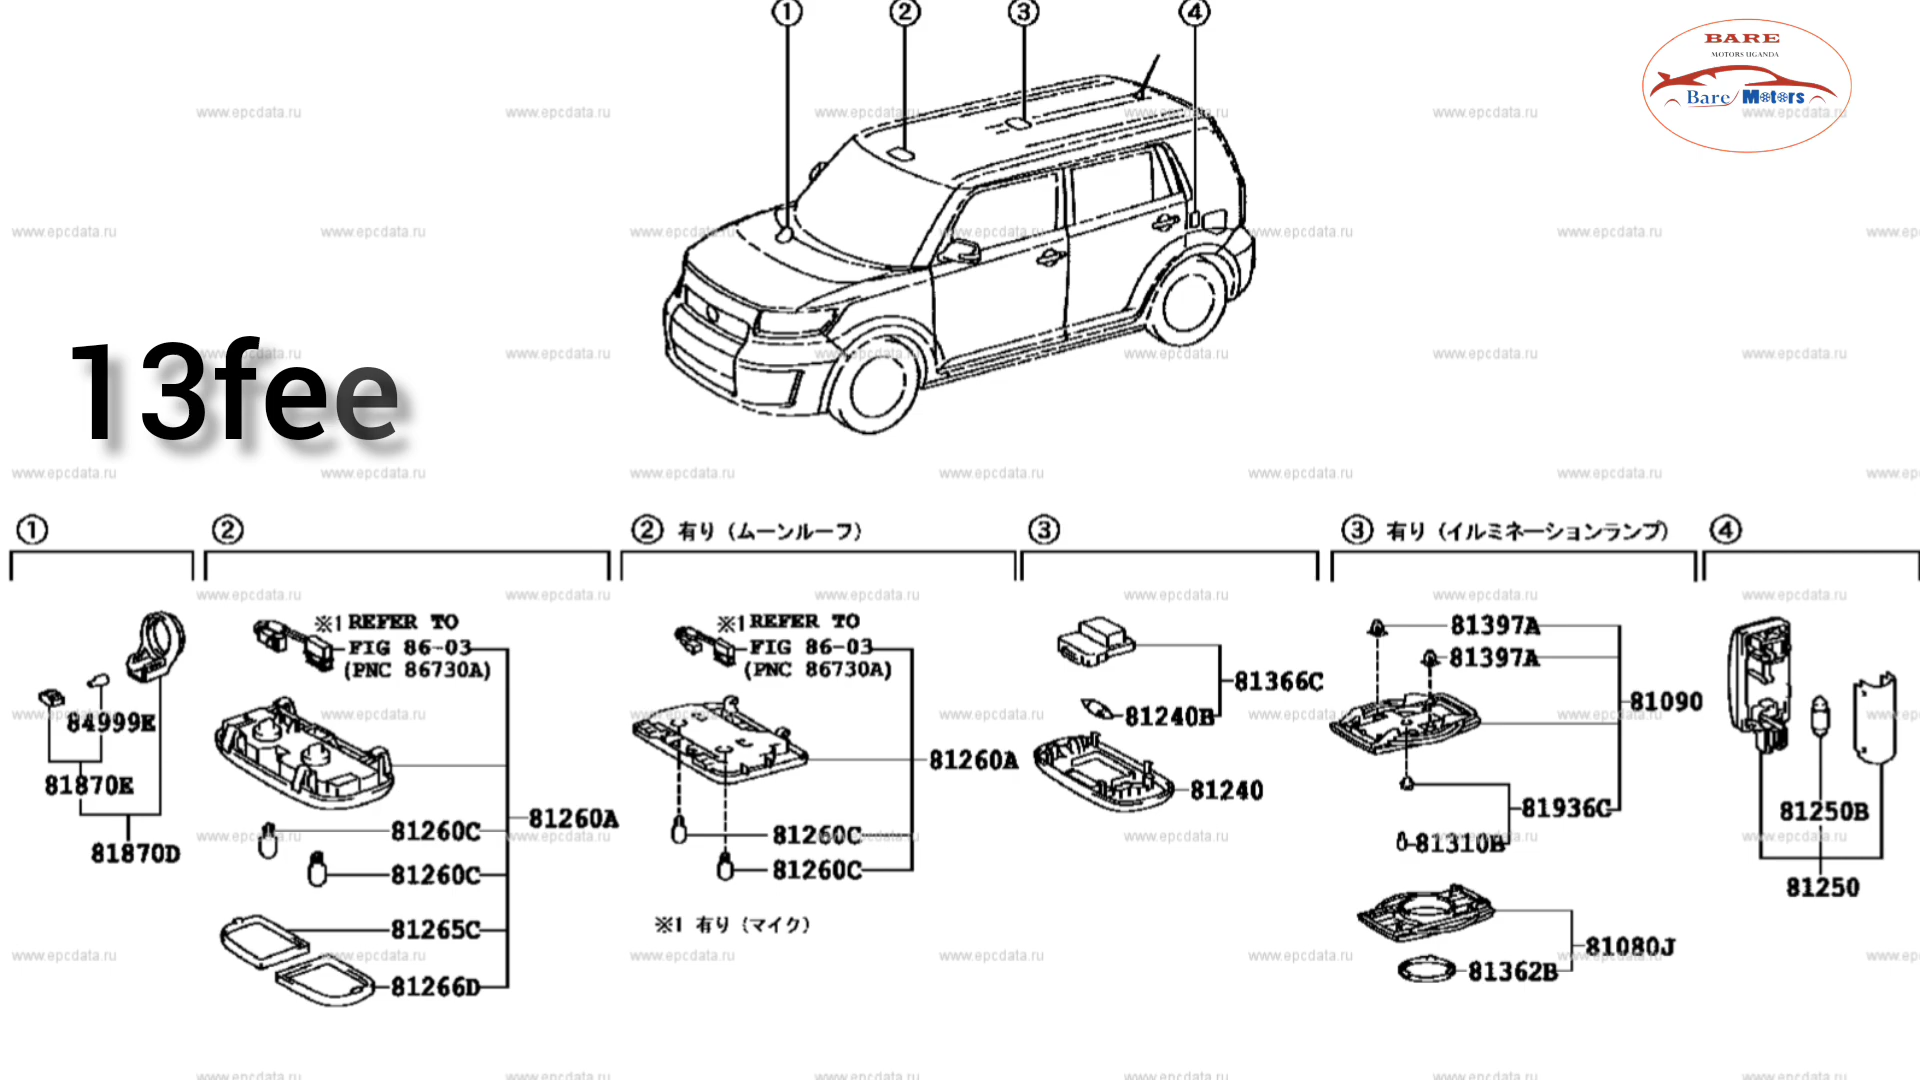 ① ② ③ ④
BARE
MOTORS UGANDA
Bare Motors
13fee
①
84999E
81870E
81870D
②
※1 REFER TO
FIG 86-03
(PNC 86730A)
81260A
81260C
81260C
81265C
81266D
② 有り (ムーンルーフ)
※1 REFER TO
FIG 86-03
(PNC 86730A)
81260A
81260C
81260C
※1 有り (マイク)
③
81366C
81240B
81240
③ 有り (イルミネーションランプ)
81397A
81397A
81090
81936C
81310B
81080J
81362B
④
81250B
81250
www.epcdata.ru